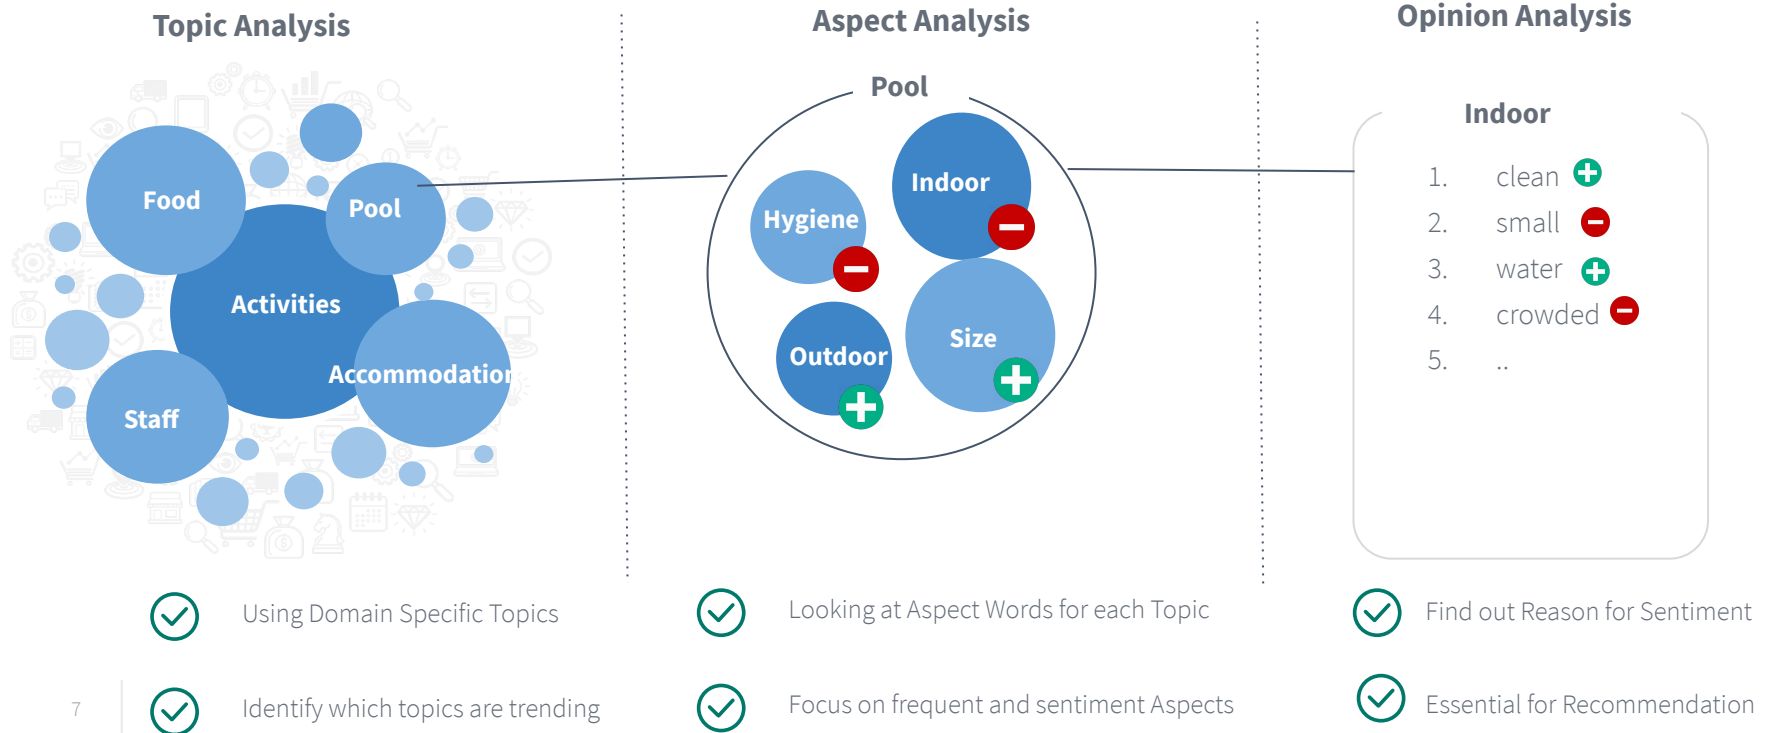 Topic Analysis
Food
Pool
Activities
Accommodation
Staff
Using Domain Specific Topics
Identify which topics are trending
Aspect Analysis
Pool
Indoor
Hygiene
Size
Outdoor
Looking at Aspect Words for each Topic
Focus on frequent and sentiment Aspects
Opinion Analysis
Indoor
1. clean
2. small
3. water
4. crowded
5. ..
Find out Reason for Sentiment
Essential for Recommendation
7